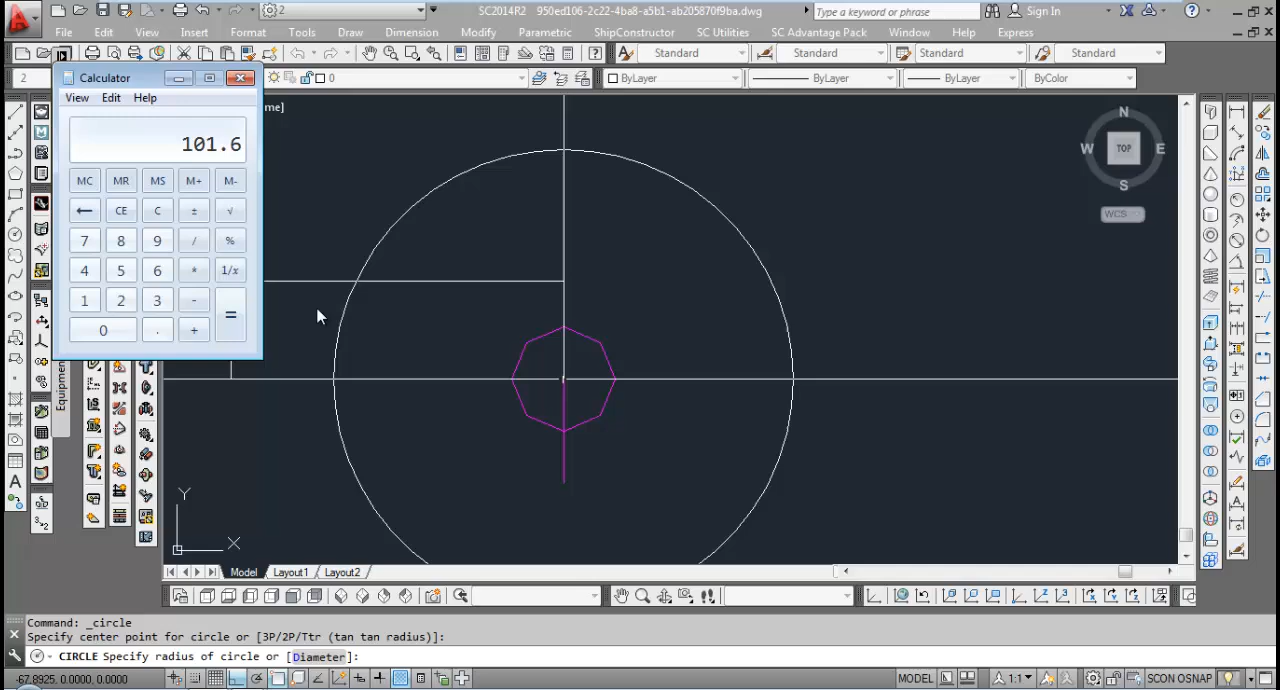 2
SC2014R2 950ed106-2c22-4ba8-a5b1-ab205870f9ba.dwg
Type a keyword or phrase
Sign In
File Edit View Insert Format Tools Draw Dimension Modify Parametric ShipConstructor SC Utilities SC Advantage Pack Window Help Express
Standard Standard Standard Standard
2
0
ByLayer ByLayer ByLayer ByColor
Calculator
View Edit Help
101.6
MC MR MS M+ M-
← CE C ± √
7 8 9 / %
4 5 6 * 1/x
1 2 3 - =
0 . +
me]
N
W TOP E
S
WCS
Equipmen
Y
X
Model Layout1 Layout2
Command: _circle
Specify center point for circle or [3P/2P/Ttr (tan tan radius)]:
CIRCLE Specify radius of circle or [Diameter]:
-67.8925, 0.0000, 0.0000
MODEL
1:1
SCON OSNAP